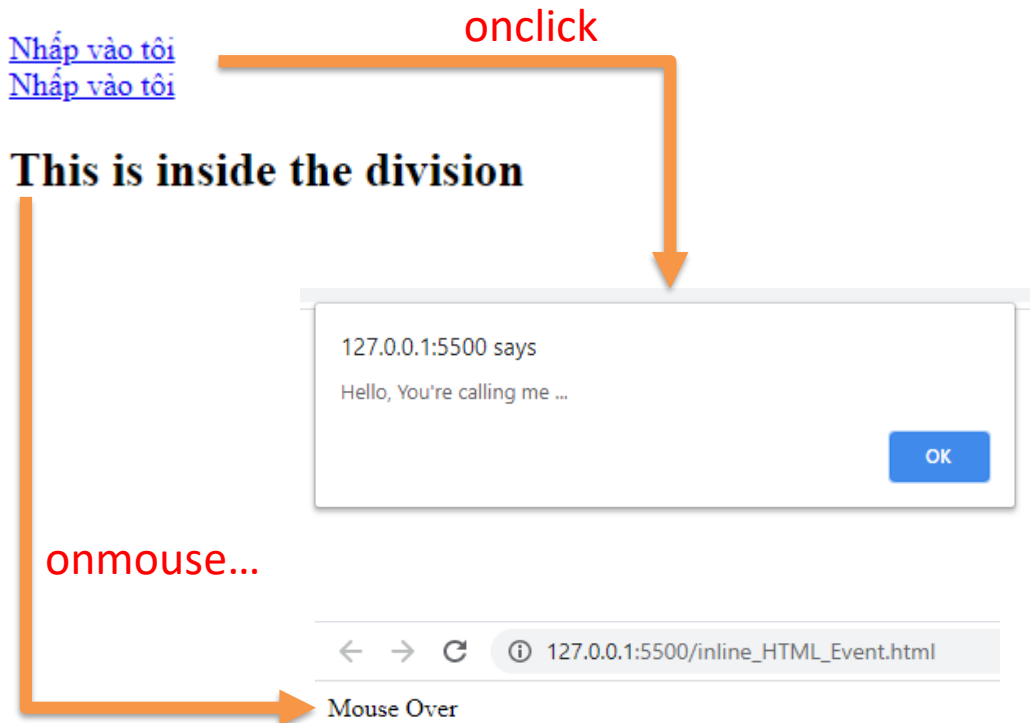 onclick
Nhấp vào tôi
Nhấp vào tôi
This is inside the division
127.0.0.1:5500 says
Hello, You're calling me ...
OK
onmouse...
127.0.0.1:5500/inline_HTML_Event.html
Mouse Over